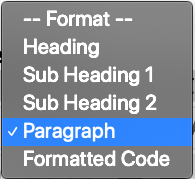 -- Format --
Heading
Sub Heading 1
Sub Heading 2
✓ Paragraph
Formatted Code